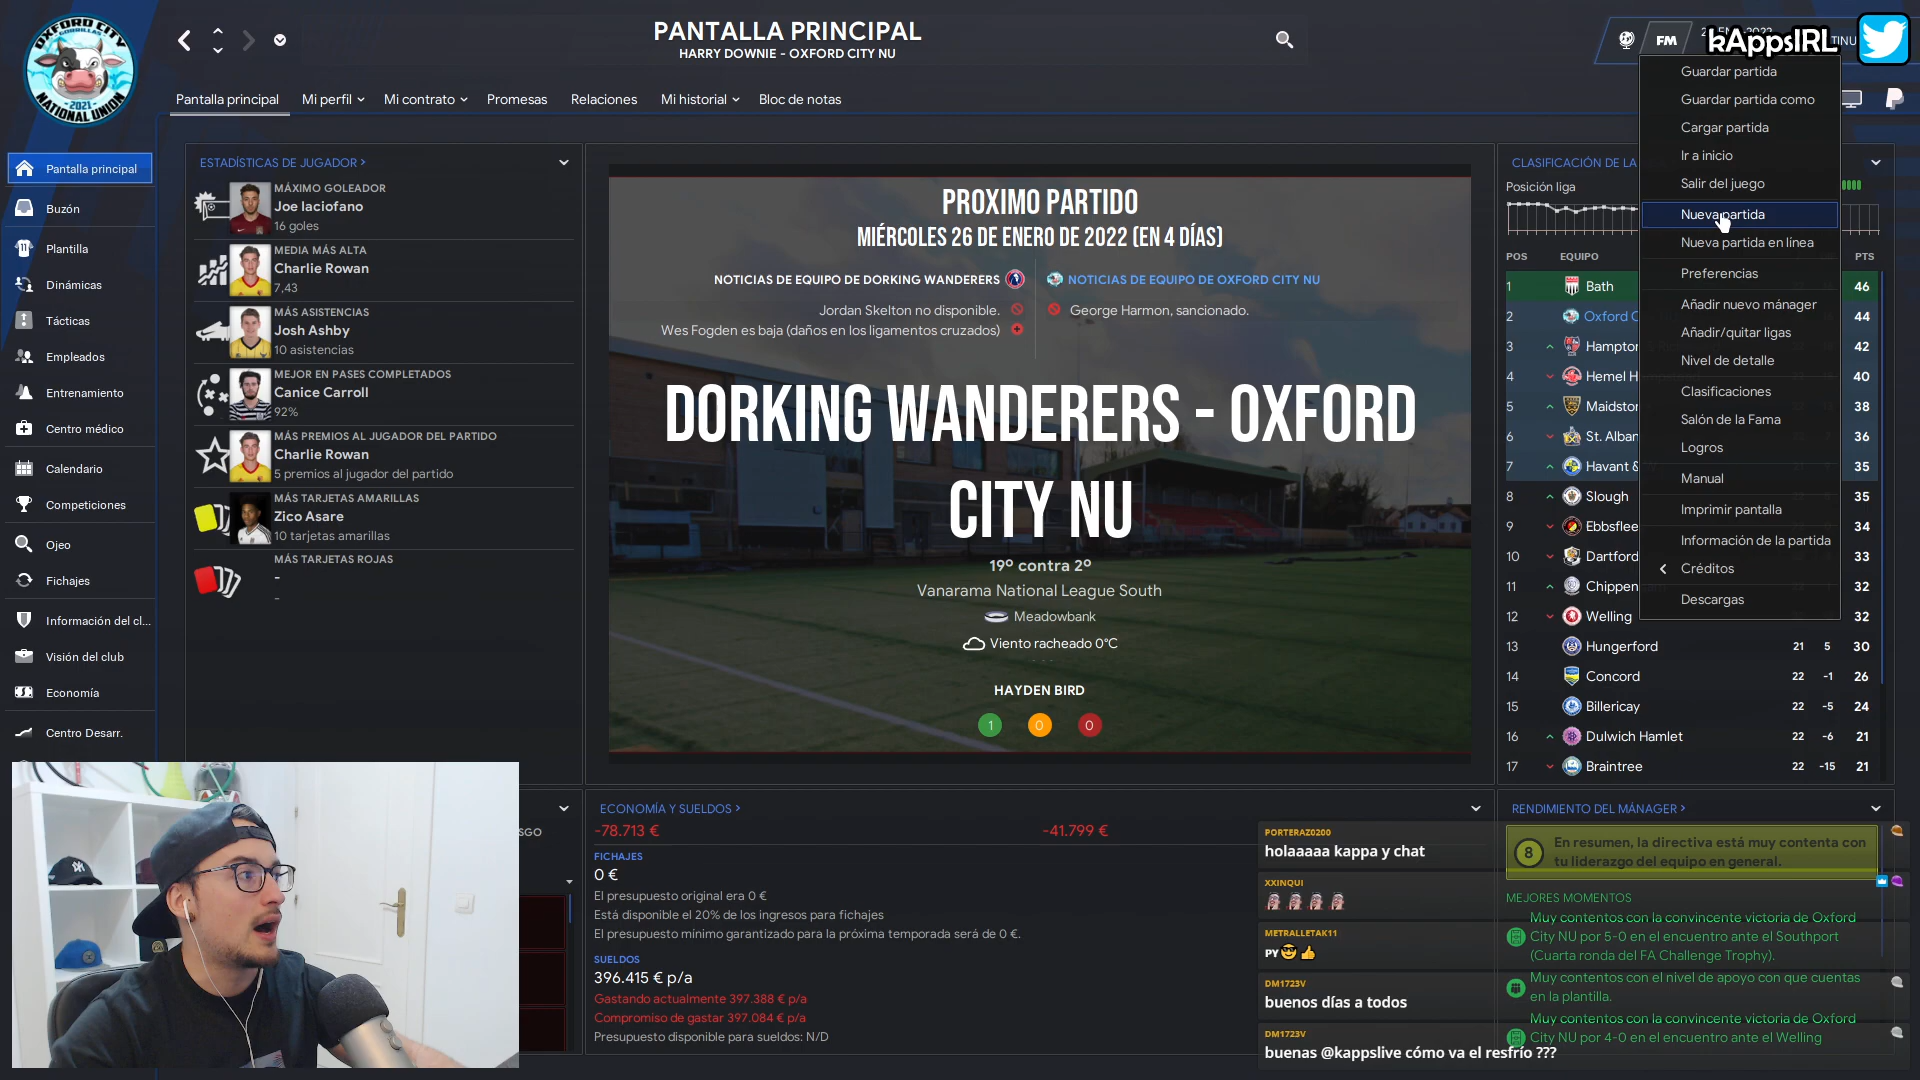 OXFORD CITY
GORRILLAS
- 2021 -
NATIONAL UNION
PANTALLA PRINCIPAL
HARRY DOWNIE - OXFORD CITY NU
FM
kAppsIRL
Pantalla principal
Mi perfil
Mi contrato
Promesas
Relaciones
Mi historial
Bloc de notas
Pantalla principal
Buzón
Plantilla
Dinámicas
Tácticas
Empleados
Entrenamiento
Centro médico
Calendario
Competiciones
Ojeo
Fichajes
Información del cl...
Visión del club
Economía
Centro Desarr.
ESTADÍSTICAS DE JUGADOR >
MÁXIMO GOLEADOR
Joe Iaciofano
16 goles
MEDIA MÁS ALTA
Charlie Rowan
7,43
MÁS ASISTENCIAS
Josh Ashby
10 asistencias
MEJOR EN PASES COMPLETADOS
Canice Carroll
92%
MÁS PREMIOS AL JUGADOR DEL PARTIDO
Charlie Rowan
5 premios al jugador del partido
MÁS TARJETAS AMARILLAS
Zico Asare
10 tarjetas amarillas
MÁS TARJETAS ROJAS
-
-
PROXIMO PARTIDO
MIÉRCOLES 26 DE ENERO DE 2022 (EN 4 DÍAS)
NOTICIAS DE EQUIPO DE DORKING WANDERERS
Jordan Skelton no disponible.
Wes Fogden es baja (daños en los ligamentos cruzados)
NOTICIAS DE EQUIPO DE OXFORD CITY NU
George Harmon, sancionado.
DORKING WANDERERS - OXFORD
CITY NU
19º contra 2º
Vanarama National League South
Meadowbank
Viento racheado 0°C
HAYDEN BIRD
1 0 0
CLASIFICACIÓN DE LA
Posición liga
POS EQUIPO PTS
1 Bath 46
2 Oxford C 44
3 Hampton 42
4 Hemel H 40
5 Maidstor 38
6 St. Alban 36
7 Havant & 35
8 Slough 35
9 Ebbsflee 34
10 Dartford 33
11 Chippen 32
12 Welling 32
13 Hungerford 21 5 30
14 Concord 22 -1 26
15 Billericay 22 -5 24
16 Dulwich Hamlet 22 -6 21
17 Braintree 22 -15 21
Guardar partida
Guardar partida como
Cargar partida
Ir a inicio
Salir del juego
Nueva partida
Nueva partida en línea
Preferencias
Añadir nuevo mánager
Añadir/quitar ligas
Nivel de detalle
Clasificaciones
Salón de la Fama
Logros
Manual
Imprimir pantalla
Información de la partida
Créditos
Descargas
SGO
ECONOMÍA Y SUELDOS >
-78.713 € -41.799 €
FICHAJES
0 €
El presupuesto original era 0 €
Está disponible el 20% de los ingresos para fichajes
El presupuesto mínimo garantizado para la próxima temporada será de 0 €.
SUELDOS
396.415 € p/a
Gastando actualmente 397.388 € p/a
Compromiso de gastar 397.084 € p/a
Presupuesto disponible para sueldos: N/D
PORTERAZ0200
holaaaaa kappa y chat
XXINQUI
METRALLETAK11
PY
DM1723V
buenos días a todos
DM1723V
buenas @kappslive cómo va el resfrío ???
RENDIMIENTO DEL MÁNAGER >
8
En resumen, la directiva está muy contenta con
tu liderazgo del equipo en general.
MEJORES MOMENTOS
Muy contentos con la convincente victoria de Oxford
City NU por 5-0 en el encuentro ante el Southport
(Cuarta ronda del FA Challenge Trophy).
Muy contentos con el nivel de apoyo con que cuentas
en la plantilla.
Muy contentos con la convincente victoria de Oxford
City NU por 4-0 en el encuentro ante el Welling